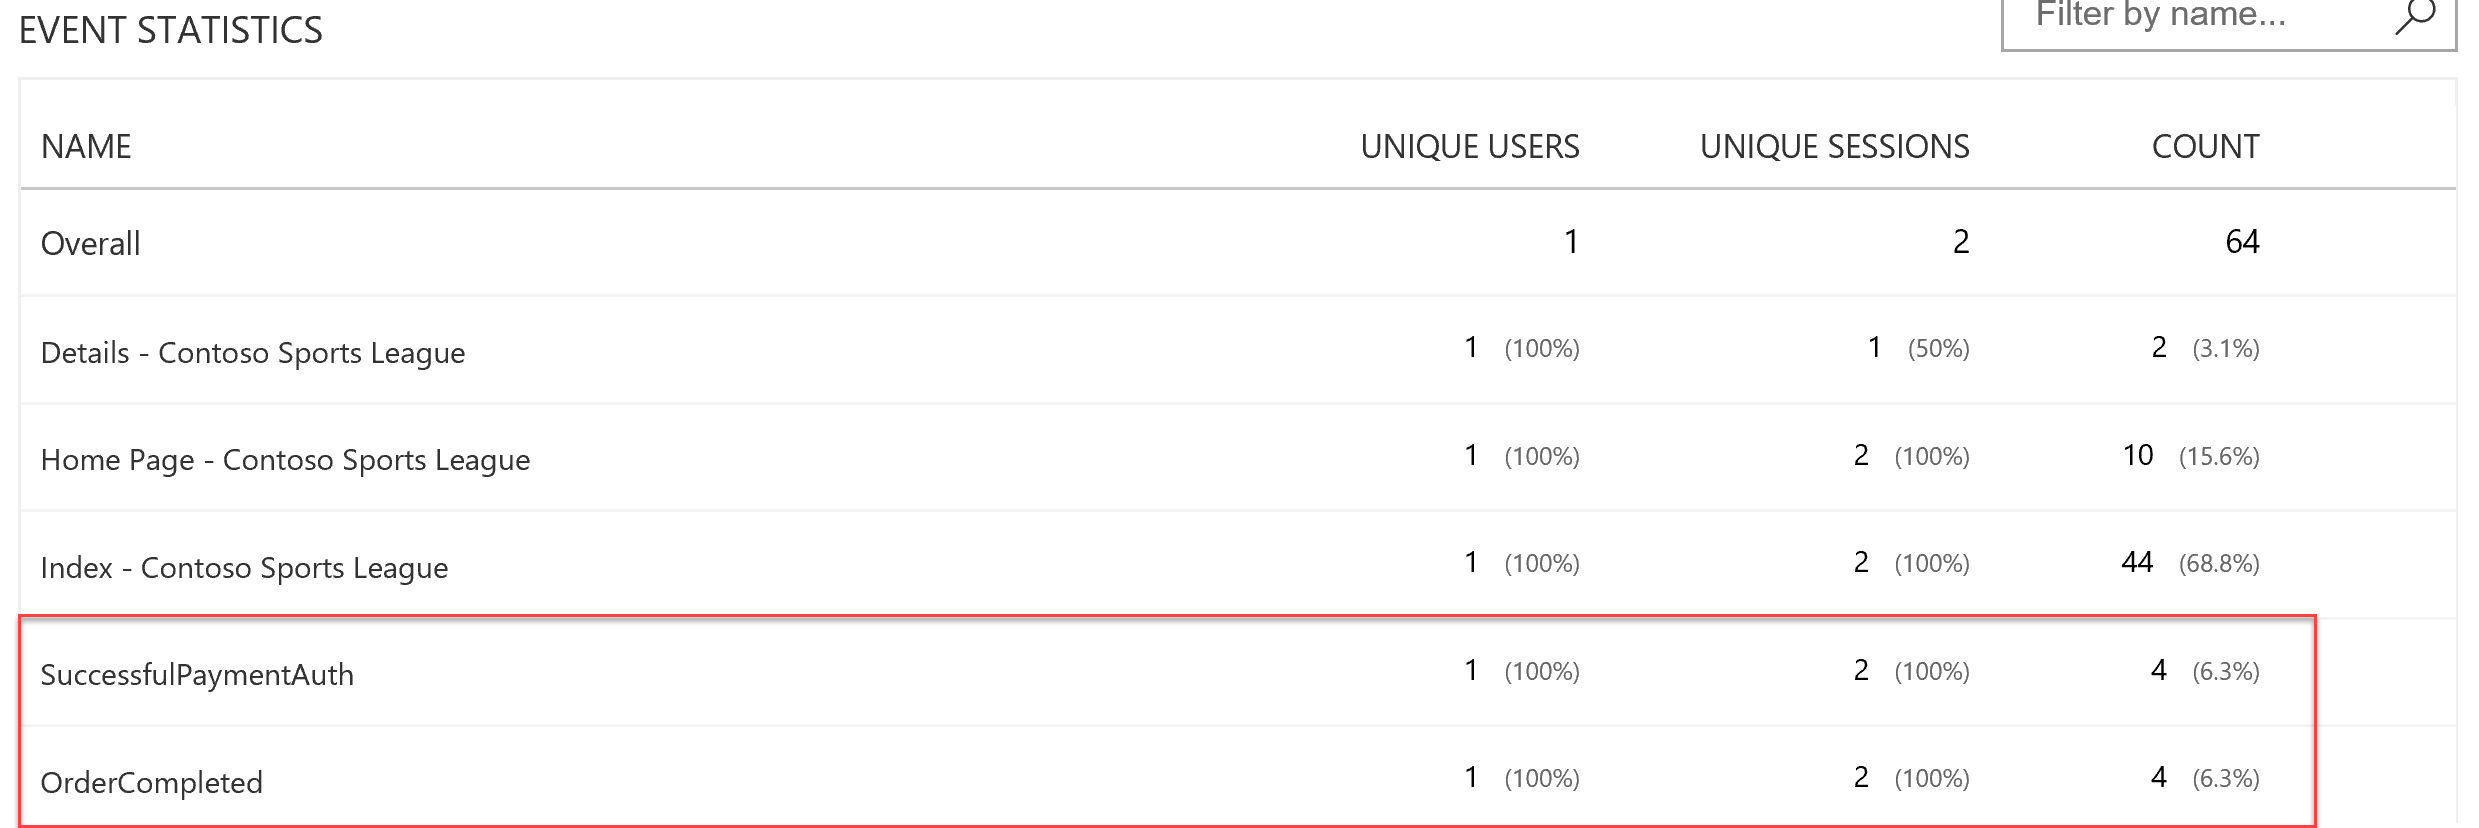 EVENT STATISTICS
Filter by name...
NAME UNIQUE USERS UNIQUE SESSIONS COUNT
Overall 1 2 64
Details - Contoso Sports League 1 (100%) 1 (50%) 2 (3.1%)
Home Page - Contoso Sports League 1 (100%) 2 (100%) 10 (15.6%)
Index - Contoso Sports League 1 (100%) 2 (100%) 44 (68.8%)
SuccessfulPaymentAuth 1 (100%) 2 (100%) 4 (6.3%)
OrderCompleted 1 (100%) 2 (100%) 4 (6.3%)